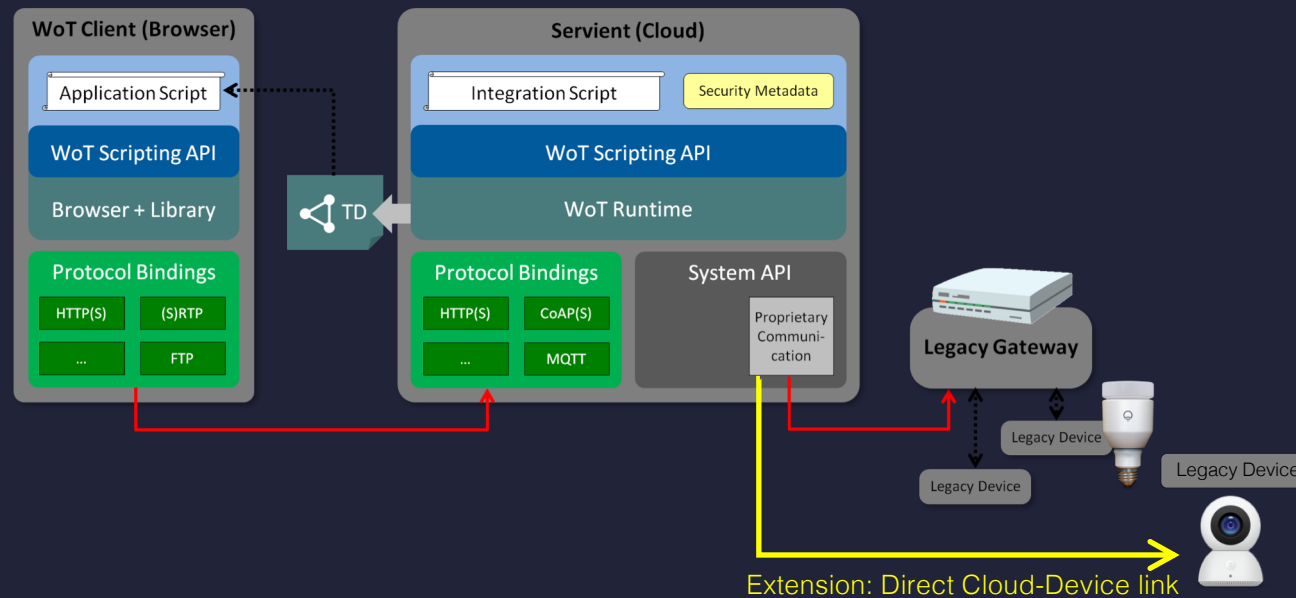 WoT Client (Browser)
Application Script
WoT Scripting API
Browser + Library
Protocol Bindings
HTTP(S)
(S)RTP
...
FTP
TD
Servient (Cloud)
Integration Script
Security Metadata
WoT Scripting API
WoT Runtime
Protocol Bindings
HTTP(S)
CoAP(S)
...
MQTT
System API
Proprietary
Communi-
cation
Legacy Gateway
Legacy Device
Legacy Device
Legacy Device
Extension: Direct Cloud-Device link